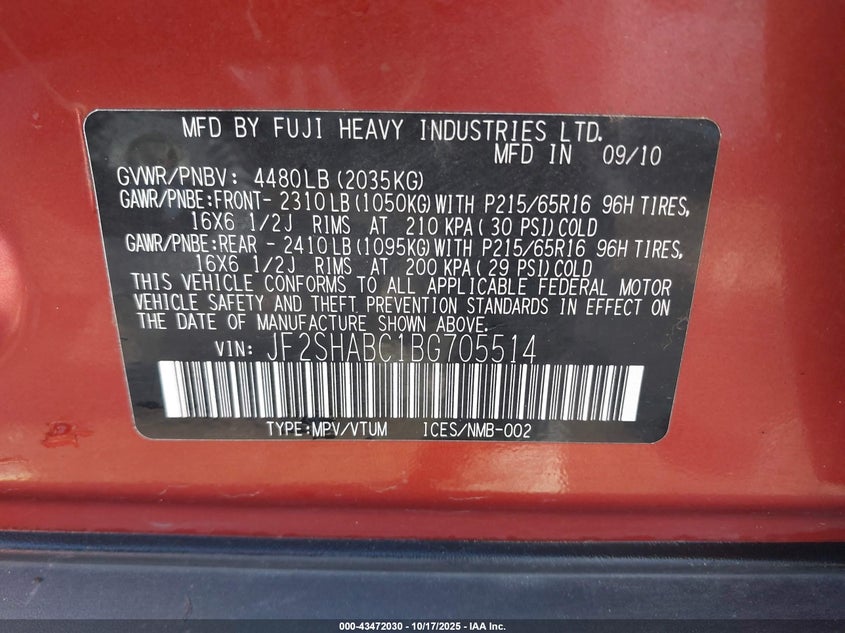 MFD BY FUJI HEAVY INDUSTRIES LTD.
MFD IN 09/10
GVWR/PNBV: 4480LB(2035KG)
GAWR/PNBE:FRONT- 2310LB(1050KG)WITH P215/65R16 96H TIRES,
16X6 1/2J RIMS AT 210 KPA(30 PSI)COLD
GAWR/PNBE:REAR - 2410LB(1095KG)WITH P215/65R16 96H TIRES,
16X6 1/2J RIMS AT 200 KPA(29 PSI)COLD
THIS VEHICLE CONFORMS TO ALL APPLICABLE FEDERAL MOTOR
VEHICLE SAFETY AND THEFT PREVENTION STANDARDS IN EFFECT ON
THE DATE OF MANUFACTURE SHOWN ABOVE.
VIN: JF2SHABC1BG705514
TYPE:MPV/VTUM ICES/NMB-002
000-43472030 - 10/17/2025 - IAA Inc.